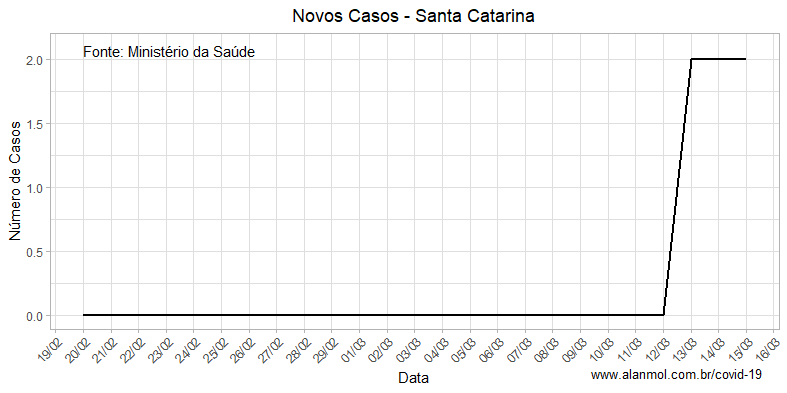 Novos Casos - Santa Catarina
Fonte: Ministério da Saúde
Número de Casos
2.0
1.5
1.0
0.5
0.0
19/02 20/02 21/02 22/02 23/02 24/02 25/02 26/02 27/02 28/02 29/02 01/03 02/03 03/03 04/03 05/03 06/03 07/03 08/03 09/03 10/03 11/03 12/03 13/03 14/03 15/03 16/03
Data
www.alanmol.com.br/covid-19